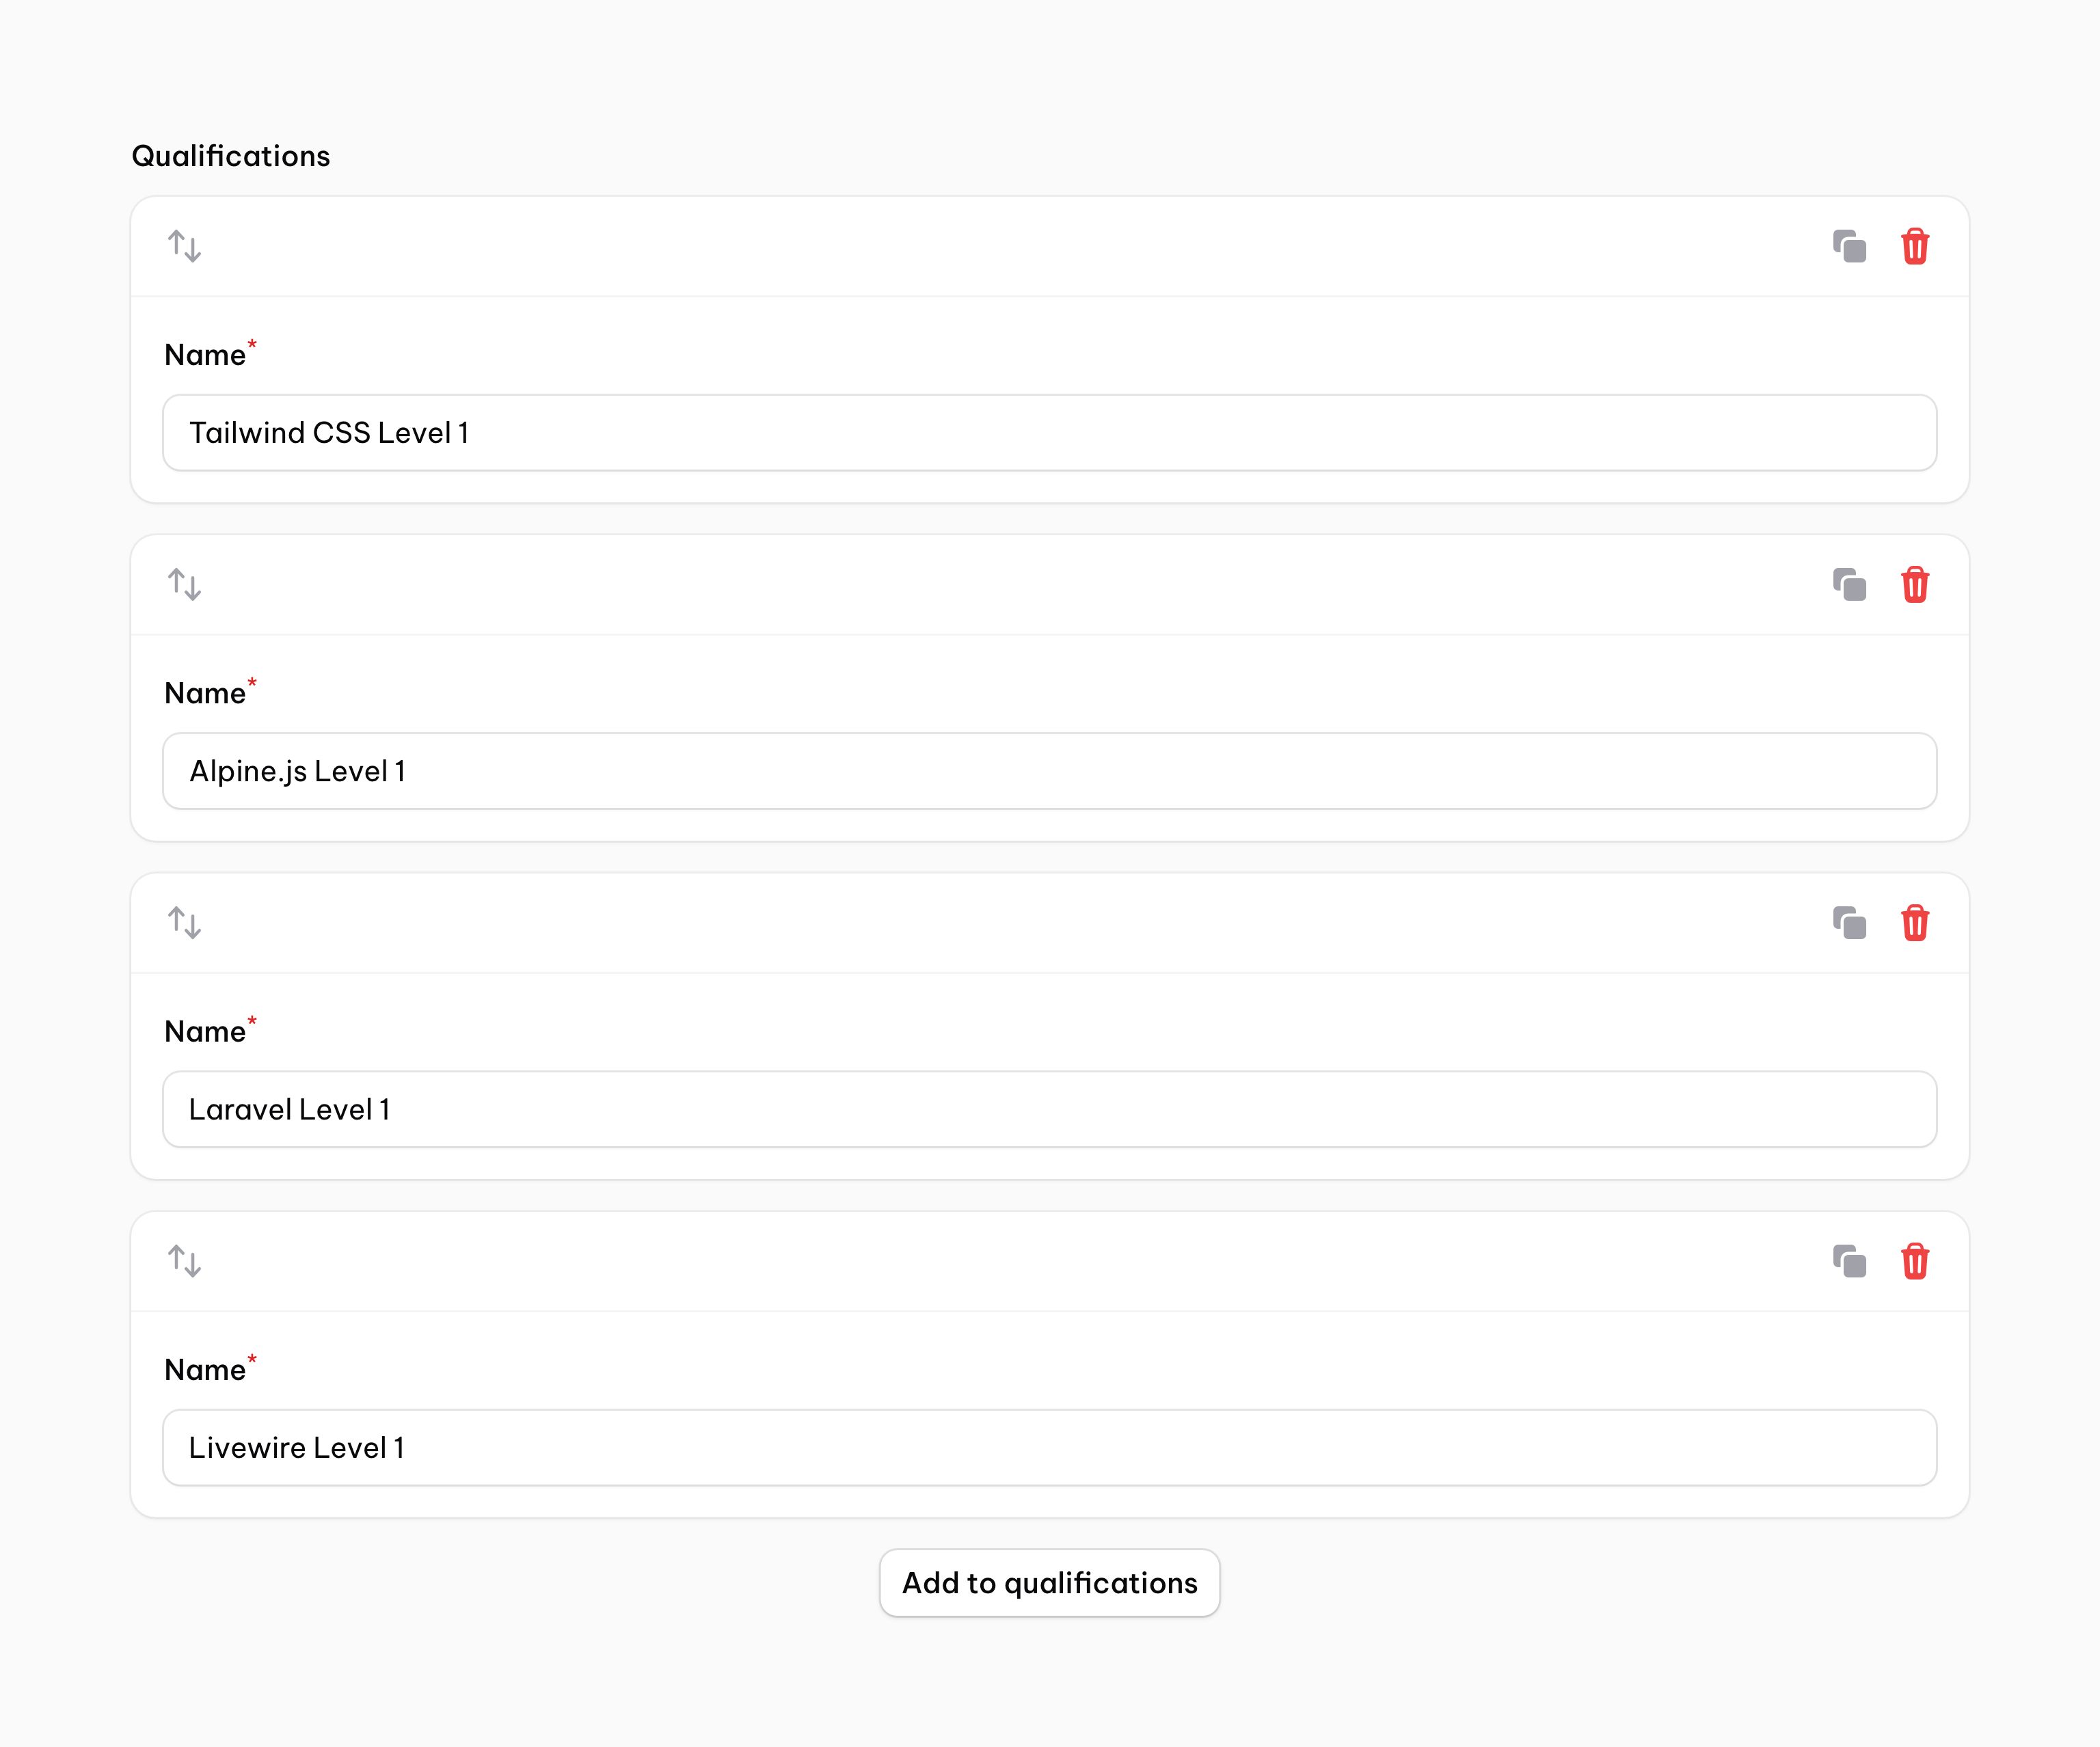 Qualifications
Name*
Tailwind CSS Level 1
Name*
Alpine.js Level 1
Name*
Laravel Level 1
Name*
Livewire Level 1
Add to qualifications